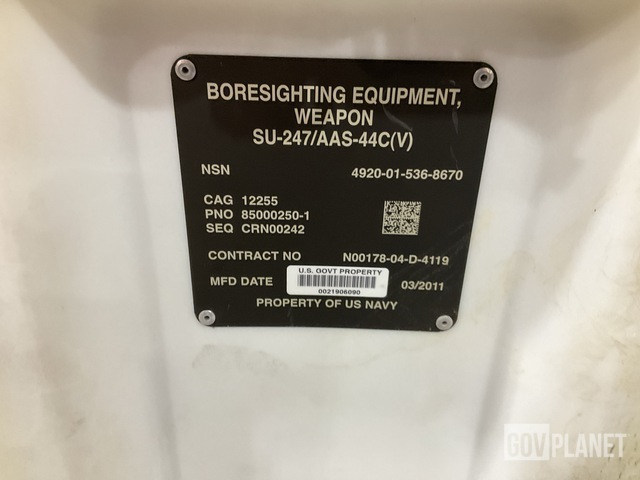 BORESIGHTING EQUIPMENT,
WEAPON
SU-247/AAS-44C(V)
NSN 4920-01-536-8670
CAG 12255
PNO 85000250-1
SEQ CRN00242
CONTRACT NO N00178-04-D-4119
U.S. GOVT PROPERTY
MFD DATE 03/2011
0021906090
PROPERTY OF US NAVY
GOVPLANET